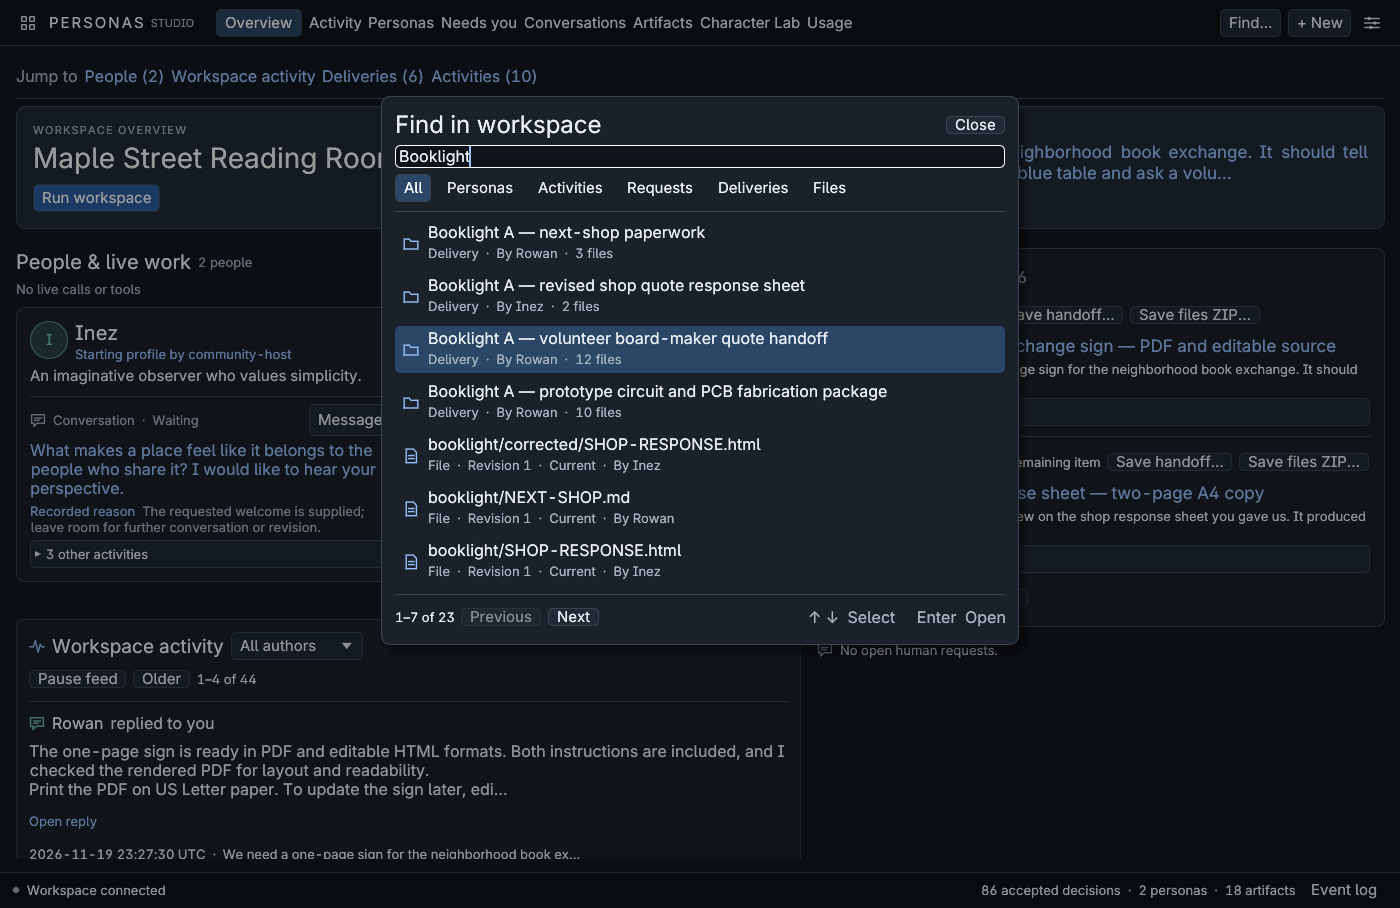 PERSONAS STUDIO Overview Activity Personas Needs you Conversations Artifacts Character Lab Usage Find... + New
Jump to People (2) Workspace activity Deliveries (6) Activities (10)
WORKSPACE OVERVIEW
Maple Street Reading Roo
Run workspace
ighborhood book exchange. It should tell
blue table and ask a volu...
People & live work 2 people
No live calls or tools
I
Inez
Starting profile by community-host
An imaginative observer who values simplicity.
Conversation · Waiting
Message
What makes a place feel like it belongs to the
people who share it? I would like to hear your
perspective.
Recorded reason The requested welcome is supplied;
leave room for further conversation or revision.
3 other activities
Find in workspace
Close
Booklight
All Personas Activities Requests Deliveries Files
Booklight A — next-shop paperwork
Delivery · By Rowan · 3 files
Booklight A — revised shop quote response sheet
Delivery · By Inez · 2 files
Booklight A — volunteer board-maker quote handoff
Delivery · By Rowan · 12 files
Booklight A — prototype circuit and PCB fabrication package
Delivery · By Rowan · 10 files
booklight/corrected/SHOP-RESPONSE.html
File · Revision 1 · Current · By Inez
booklight/NEXT-SHOP.md
File · Revision 1 · Current · By Rowan
booklight/SHOP-RESPONSE.html
File · Revision 1 · Current · By Inez
1–7 of 23 Previous Next ↑ ↓ Select Enter Open
6
ave handoff... Save files ZIP...
change sign — PDF and editable source
ge sign for the neighborhood book exchange. It should
emaining item Save handoff... Save files ZIP...
se sheet — two-page A4 copy
ew on the shop response sheet you gave us. It produced
No open human requests.
Workspace activity All authors
Pause feed Older 1–4 of 44
Rowan replied to you
The one-page sign is ready in PDF and editable HTML formats. Both instructions are included, and I
checked the rendered PDF for layout and readability.
Print the PDF on US Letter paper. To update the sign later, edi...
Open reply
2026-11-19 23:27:30 UTC · We need a one-page sign for the neighborhood book ex...
Workspace connected
86 accepted decisions · 2 personas · 18 artifacts Event log